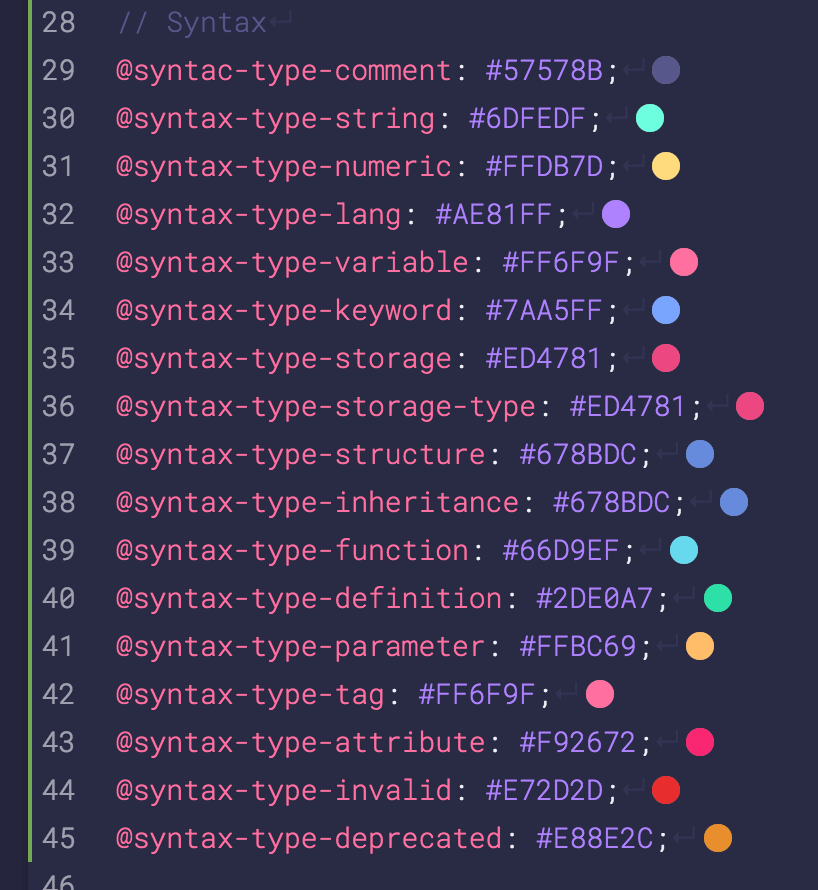 28 // Syntax
29 @syntac-type-comment: #57578B;
30 @syntax-type-string: #6DFEDF;
31 @syntax-type-numeric: #FFDB7D;
32 @syntax-type-lang: #AE81FF;
33 @syntax-type-variable: #FF6F9F;
34 @syntax-type-keyword: #7AA5FF;
35 @syntax-type-storage: #ED4781;
36 @syntax-type-storage-type: #ED4781;
37 @syntax-type-structure: #678BDC;
38 @syntax-type-inheritance: #678BDC;
39 @syntax-type-function: #66D9EF;
40 @syntax-type-definition: #2DE0A7;
41 @syntax-type-parameter: #FFBC69;
42 @syntax-type-tag: #FF6F9F;
43 @syntax-type-attribute: #F92672;
44 @syntax-type-invalid: #E72D2D;
45 @syntax-type-deprecated: #E88E2C;
46